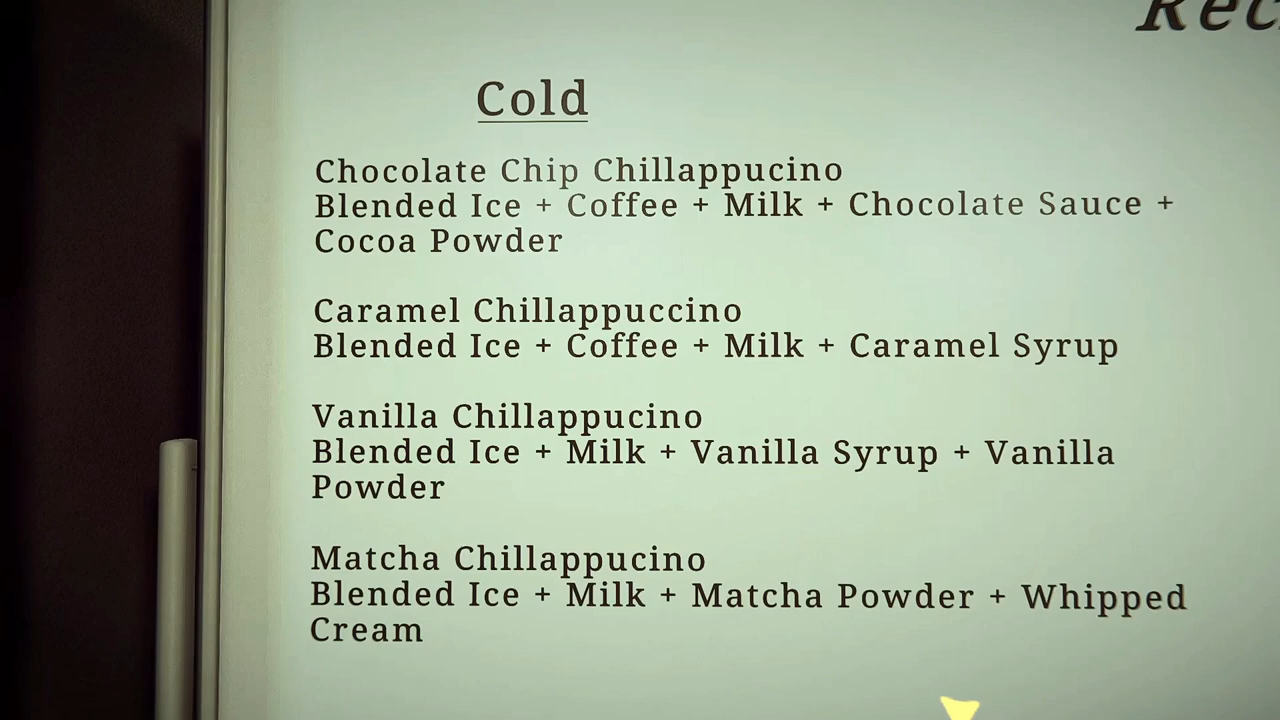 Cold
Chocolate Chip Chillappucino
Blended Ice + Coffee + Milk + Chocolate Sauce +
Cocoa Powder
Caramel Chillappuccino
Blended Ice + Coffee + Milk + Caramel Syrup
Vanilla Chillappucino
Blended Ice + Milk + Vanilla Syrup + Vanilla
Powder
Matcha Chillappucino
Blended Ice + Milk + Matcha Powder + Whipped
Cream